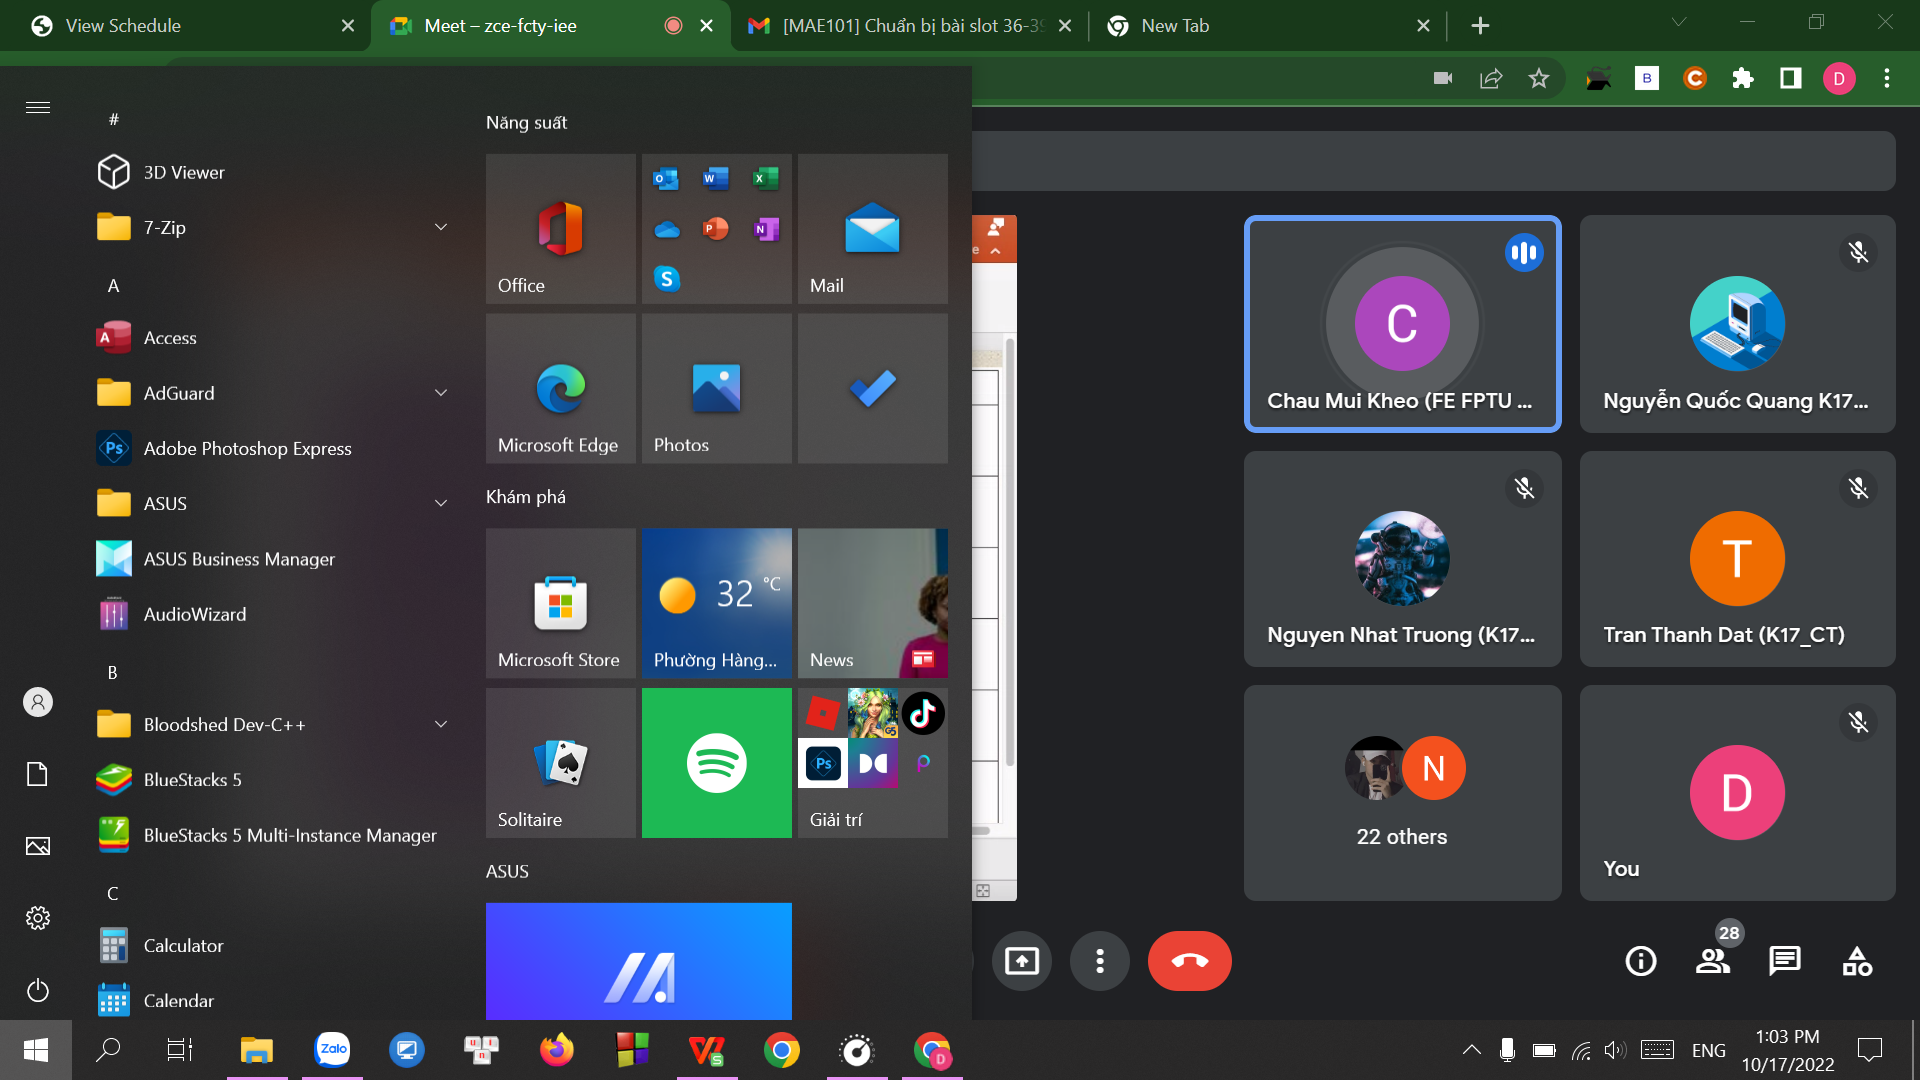 View Schedule
Meet – zce-fcty-iee
[MAE101] Chuẩn bị bài slot 36-39
New Tab
B
D
#
3D Viewer
7-Zip
A
Access
AdGuard
Adobe Photoshop Express
ASUS
ASUS Business Manager
AudioWizard
B
Bloodshed Dev-C++
BlueStacks 5
BlueStacks 5 Multi-Instance Manager
C
Calculator
Calendar
Năng suất
Office
Mail
Microsoft Edge
Photos
Khám phá
Microsoft Store
32 °C
Phường Hàng...
News
Solitaire
Giải trí
ASUS
e
C
Chau Mui Kheo (FE FPTU ...
Nguyễn Quốc Quang K17...
Nguyen Nhat Truong (K17...
T
Tran Thanh Dat (K17_CT)
N
22 others
D
You
28
Zalo
D
ENG
1:03 PM
10/17/2022